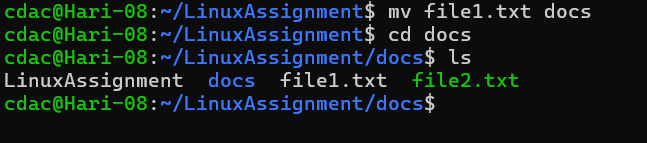 cdac@Hari-08:~/LinuxAssignment$ mv file1.txt docs
cdac@Hari-08:~/LinuxAssignment$ cd docs
cdac@Hari-08:~/LinuxAssignment/docs$ ls
LinuxAssignment  docs  file1.txt  file2.txt
cdac@Hari-08:~/LinuxAssignment/docs$